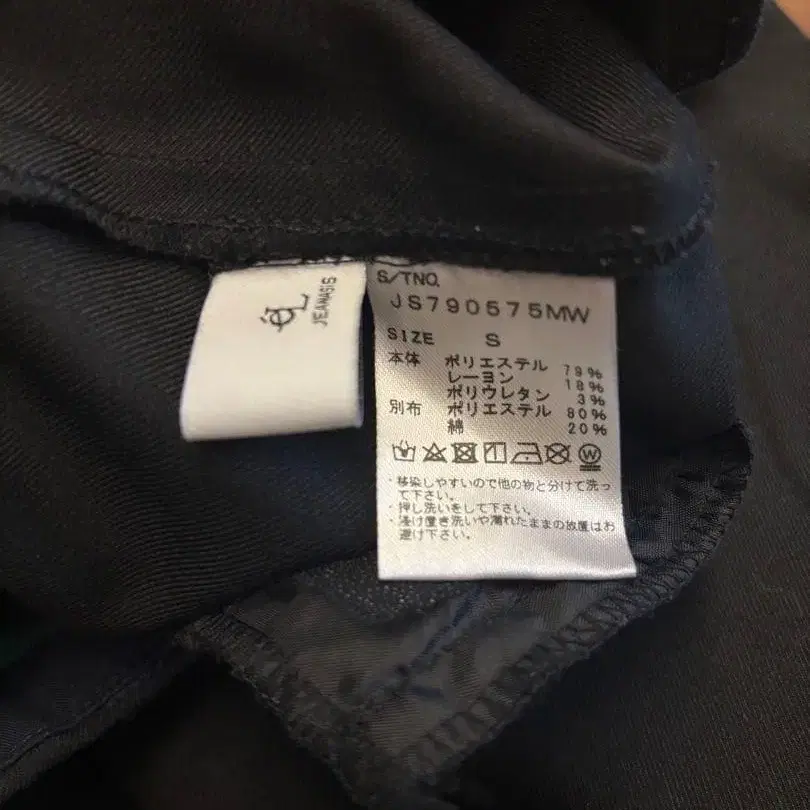 JEANASIS
S/TNO.
JS790575MW
SIZE S
本体 ポリエステル 79%
レーヨン 18%
ポリウレタン 3%
別布 ポリエステル 80%
綿 20%
W
・移染しやすいので他の物と分けて洗っ
て下さい。
・押し洗いをして下さい。
・浸け置き洗いや濡れたままの放置はお
避け下さい。